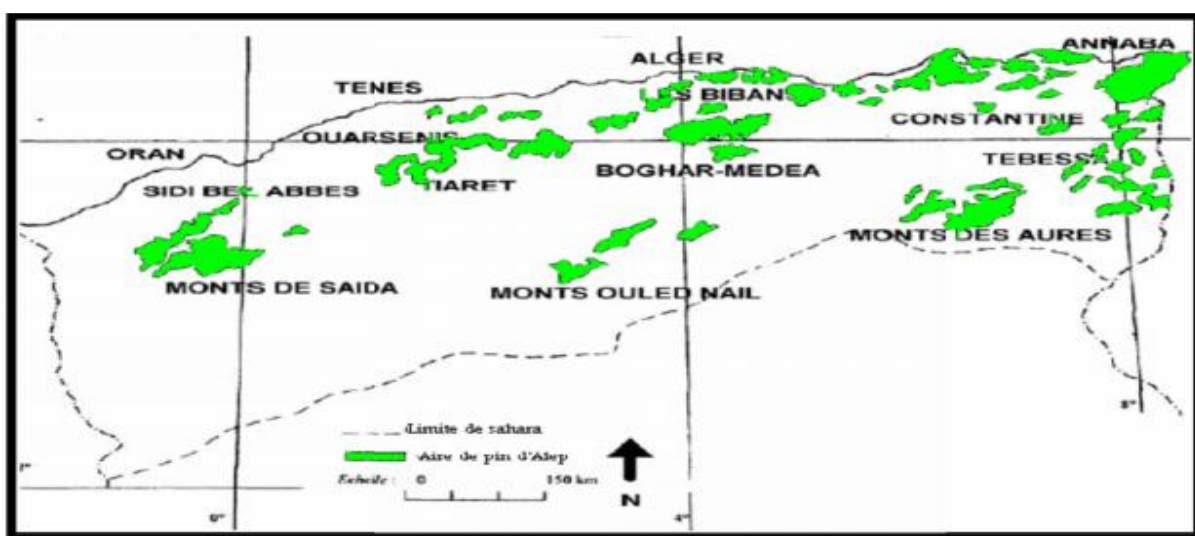 ANNABA
ALGER
TENES
LES BIBANS
CONSTANTINE
OUARSENIS
ORAN
TEBESSA
BOGHAR-MEDEA
TIARET
SIDI BEL ABBES
MONTS DES AURES
MONTS DE SAIDA
MONTS OULED NAIL
8°
Limite de sahara
Aire de pin d'Alep
Echelle : 0 150 km
N
0°
4°